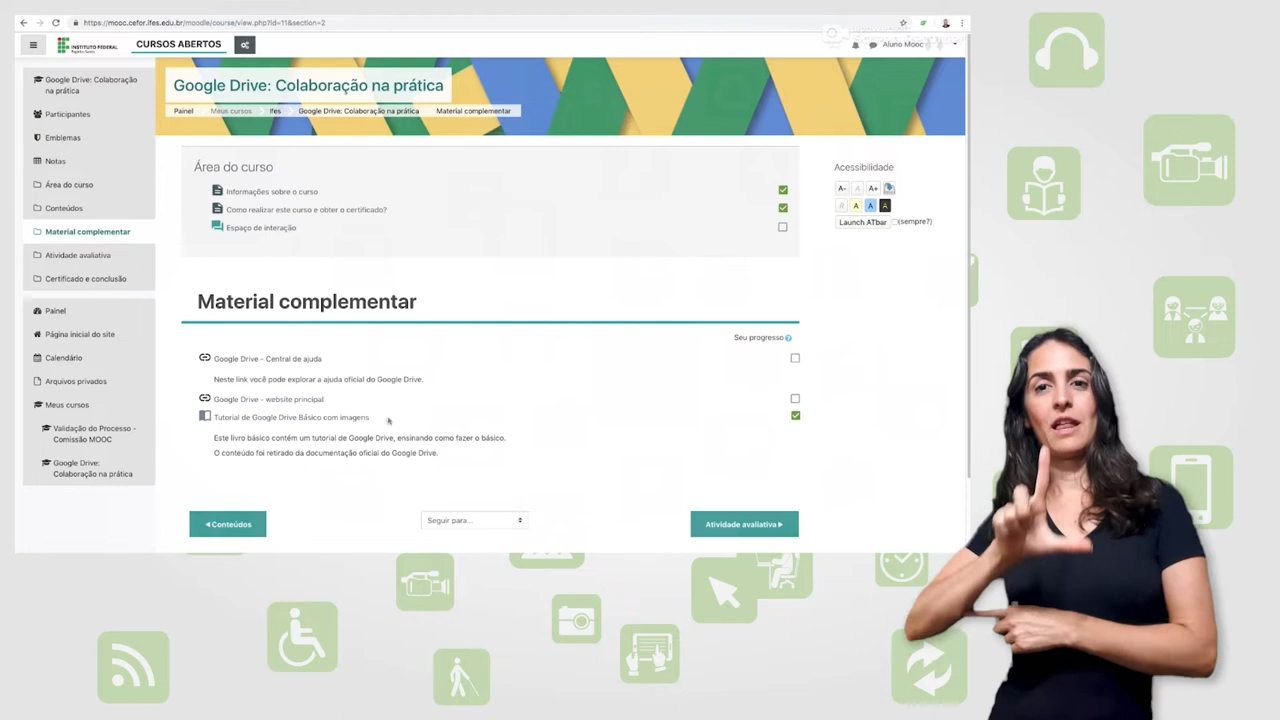 https://mooc.cefor.ifes.edu.br/moodle/course/view.php?id=11&section=2
INSTITUTO FEDERAL
CURSOS ABERTOS
Aluno Mooc
Google Drive: Colaboração na prática
Participantes
Emblemas
Notas
Área do curso
Conteúdos
Material complementar
Atividade avaliativa
Certificado e conclusão
Painel
Página inicial do site
Calendário
Arquivos privados
Meus cursos
Validação do Processo - Comissão MOOC
Google Drive: Colaboração na prática
Google Drive: Colaboração na prática
Painel Meus cursos Ifes Google Drive: Colaboração na prática Material complementar
Área do curso
Informações sobre o curso
Como realizar este curso e obter o certificado?
Espaço de interação
Material complementar
Seu progresso
Google Drive - Central de ajuda
Neste link você pode explorar a ajuda oficial do Google Drive.
Google Drive - website principal
Tutorial de Google Drive Básico com imagens
Este livro básico contém um tutorial de Google Drive, ensinando como fazer o básico.
O conteúdo foi retirado da documentação oficial do Google Drive.
◀ Conteúdos
Seguir para...
Atividade avaliativa ▶
Acessibilidade
A- A A+
A A A A
Launch ATbar (sempre?)